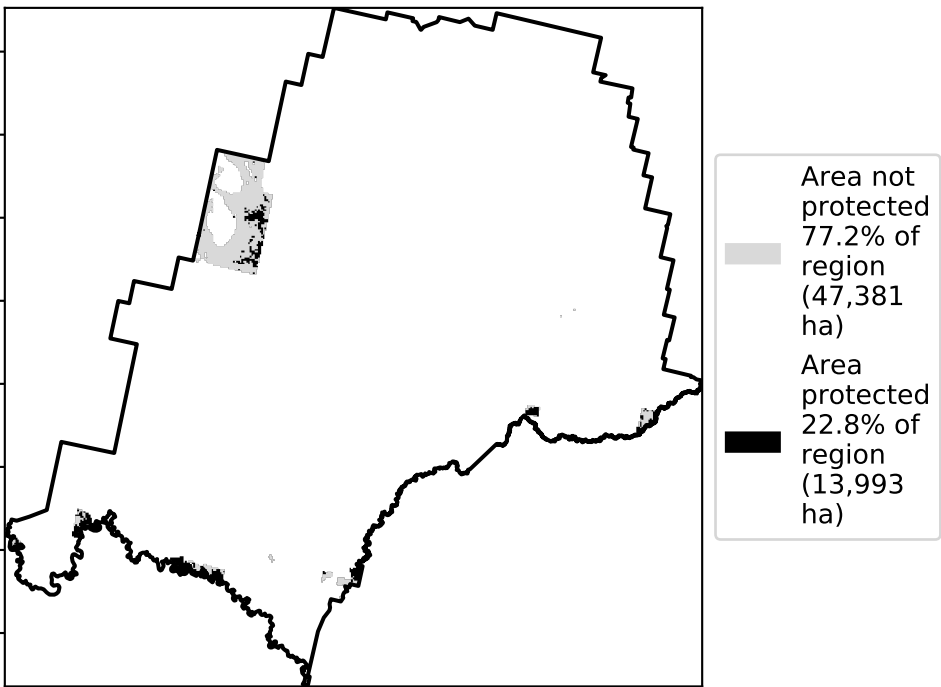 Area not
protected
77.2% of
region
(47,381
ha)
Area
protected
22.8% of
region
(13,993
ha)